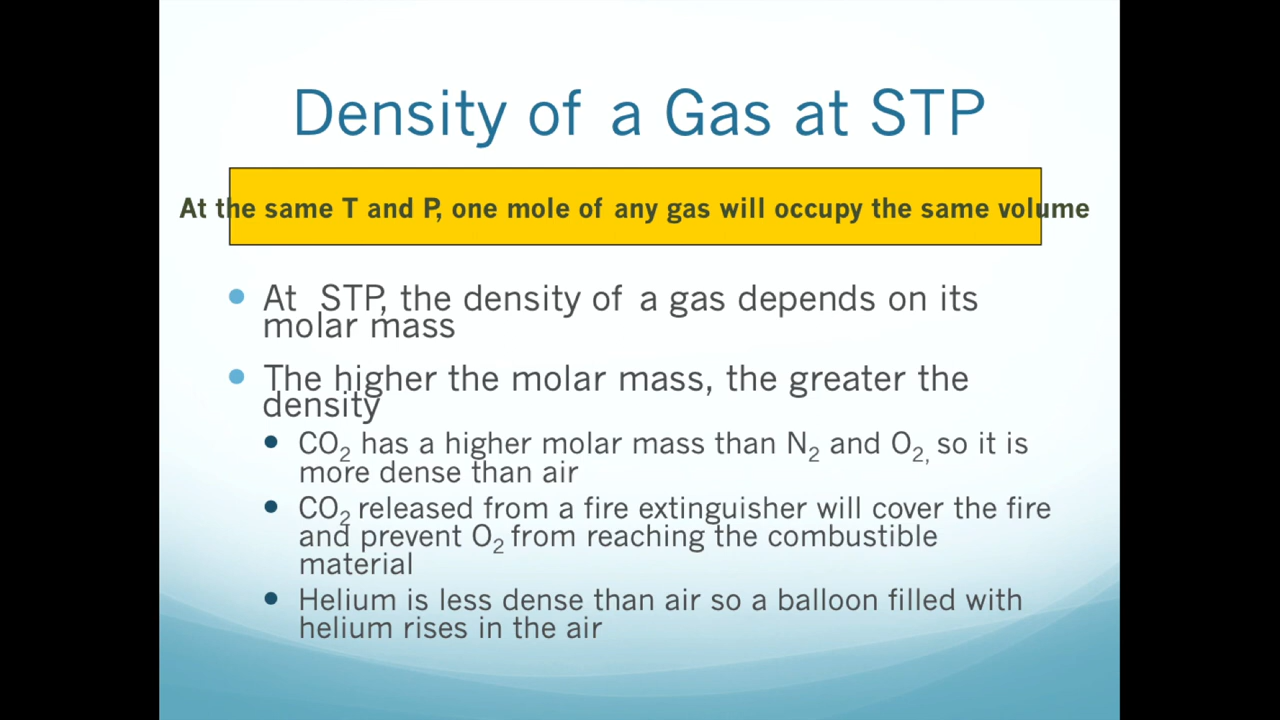 Density of a Gas at STP
At the same T and P, one mole of any gas will occupy the same volume
• At STP, the density of a gas depends on its
molar mass
• The higher the molar mass, the greater the
density
• CO₂ has a higher molar mass than N₂ and O₂, so it is
more dense than air
• CO₂ released from a fire extinguisher will cover the fire
and prevent O₂ from reaching the combustible
material
• Helium is less dense than air so a balloon filled with
helium rises in the air